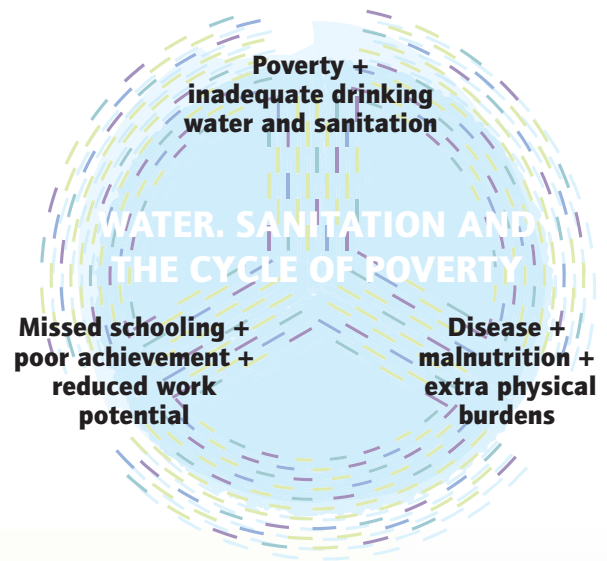 Poverty +
inadequate drinking
water and sanitation
WATER. SANITATION AND
THE CYCLE OF POVERTY
Missed schooling +
poor achievement +
reduced work
potential
Disease +
malnutrition +
extra physical
burdens